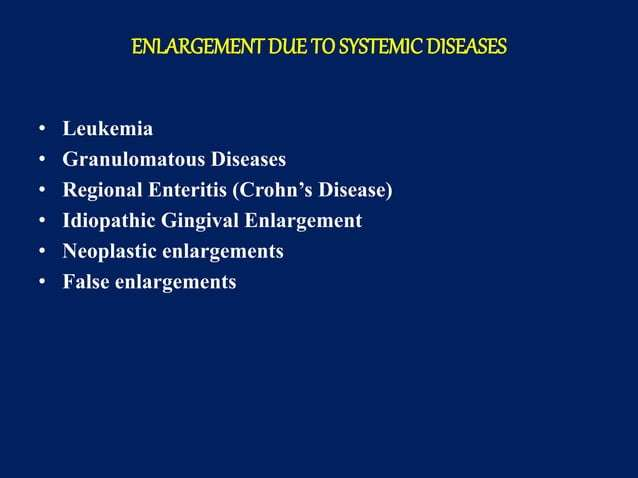 ENLARGEMENT DUE TO SYSTEMIC DISEASES
• Leukemia
• Granulomatous Diseases
• Regional Enteritis (Crohn’s Disease)
• Idiopathic Gingival Enlargement
• Neoplastic enlargements
• False enlargements